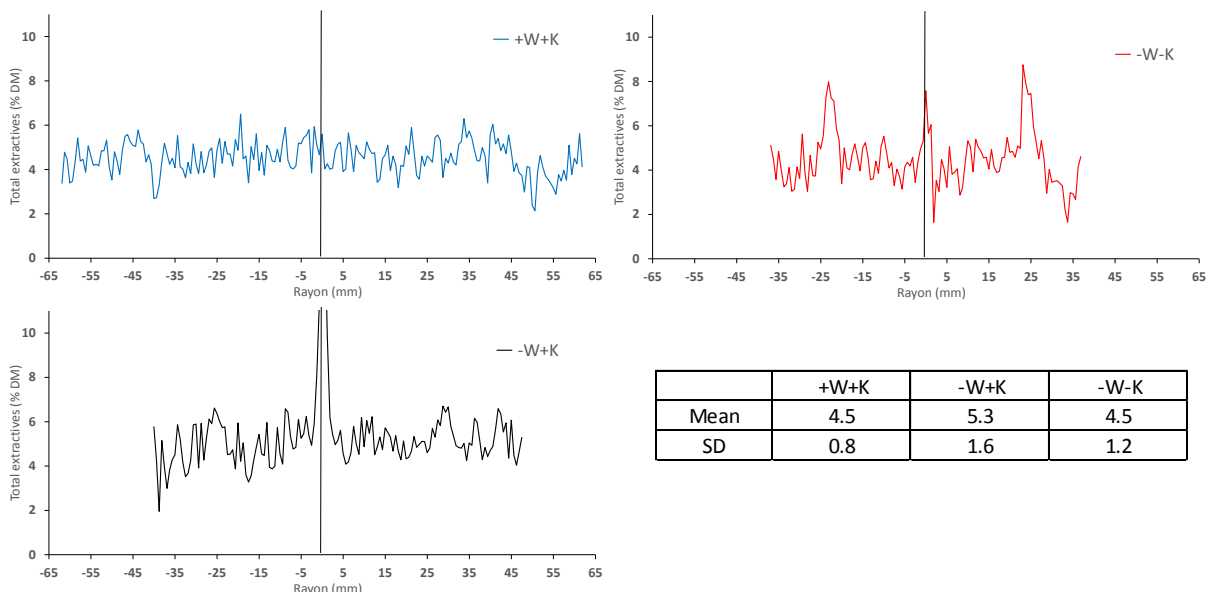 Total extractives (% DM)
10
8
6
4
2
0
-65 -55 -45 -35 -25 -15 -5 5 15 25 35 45 55 65
Rayon (mm)
+W+K
Total extractives (% DM)
10
8
6
4
2
0
-65 -55 -45 -35 -25 -15 -5 5 15 25 35 45 55 65
Rayon (mm)
-W-K
Total extractives (% DM)
10
8
6
4
2
0
-65 -55 -45 -35 -25 -15 -5 5 15 25 35 45 55 65
Rayon (mm)
-W+K
+W+K -W+K -W-K
Mean 4.5 5.3 4.5
SD 0.8 1.6 1.2